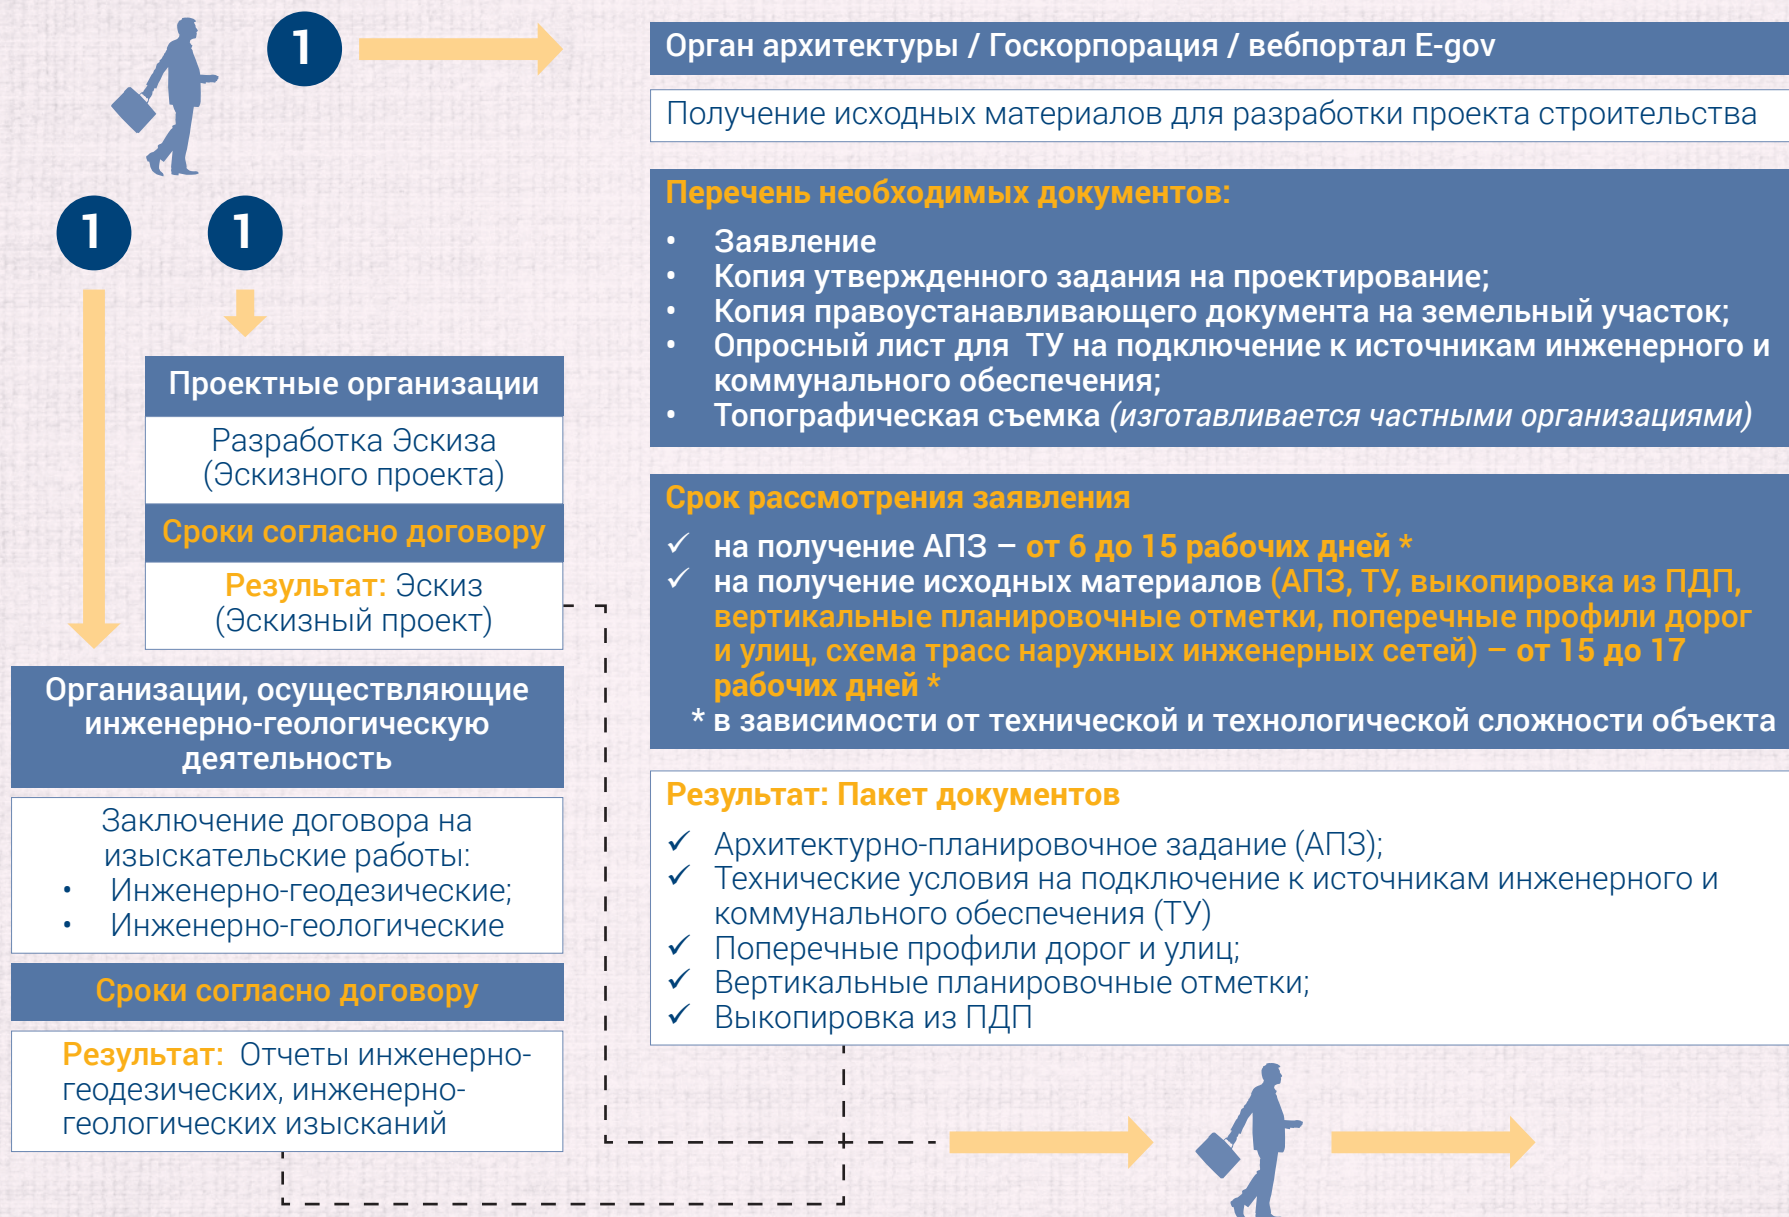 1
Орган архитектуры / Госкорпорация / вебпортал E-gov
Получение исходных материалов для разработки проекта строительства
Перечень необходимых документов:
• Заявление
• Копия утвержденного задания на проектирование;
• Копия правоустанавливающего документа на земельный участок;
• Опросный лист для ТУ на подключение к источникам инженерного и
коммунального обеспечения;
• Топографическая съемка (изготавливается частными организациями)
Срок рассмотрения заявления
✓ на получение АПЗ – от 6 до 15 рабочих дней *
✓ на получение исходных материалов (АПЗ, ТУ, выкопировка из ПДП,
вертикальные планировочные отметки, поперечные профили дорог
и улиц, схема трасс наружных инженерных сетей) – от 15 до 17
рабочих дней *
* в зависимости от технической и технологической сложности объекта
Результат: Пакет документов
✓ Архитектурно-планировочное задание (АПЗ);
✓ Технические условия на подключение к источникам инженерного и
коммунального обеспечения (ТУ)
✓ Поперечные профили дорог и улиц;
✓ Вертикальные планировочные отметки;
✓ Выкопировка из ПДП
1
1
Проектные организации
Разработка Эскиза
(Эскизного проекта)
Сроки согласно договору
Результат: Эскиз
(Эскизный проект)
Организации, осуществляющие
инженерно-геологическую
деятельность
Заключение договора на
изыскательские работы:
• Инженерно-геодезические;
• Инженерно-геологические
Сроки согласно договору
Результат: Отчеты инженерно-
геодезических, инженерно-
геологических изысканий